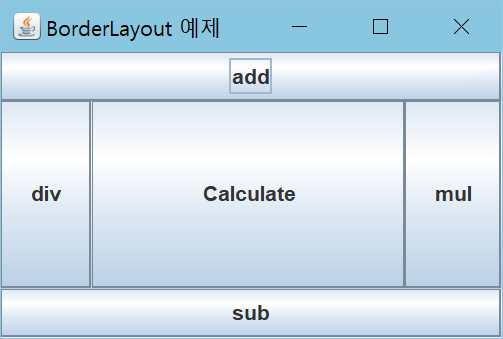 BorderLayout 예제
add
div
Calculate
mul
sub